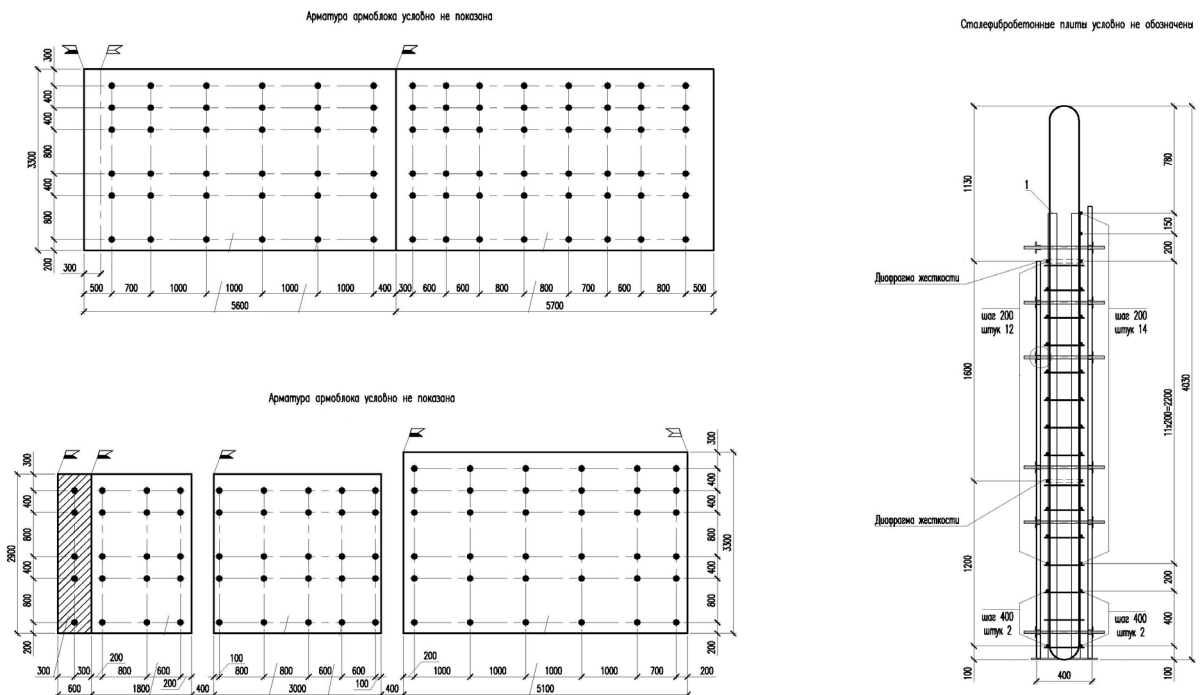 Арматура армоблока условно не показана
300
400
400
800
400
800
200
3300
300
500 700 1000 1000 1000 1000 400 300 600 600 800 800 700 600 800 500
5600 5700
Арматура армоблока условно не показана
300
400
800
400
800
200
2800
300
400
400
800
400
800
200
3300
200 100 200
300 300 800 600 800 800 600 600 1000 1000 1000 1000 700 200
200 100
600 1800 400 3000 400 5100
Сталефибробетонные плиты условно не обозначены
1
1130
780
150
200
Диафрагма жесткости
шаг 200
штук 12
шаг 200
штук 14
1600
11х200=2200
4030
Диафрагма жесткости
1200
200
шаг 400
штук 2
шаг 400
штук 2
400
100
400
100